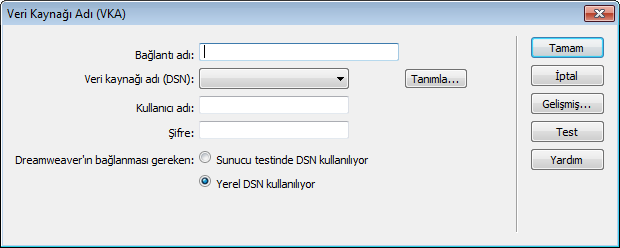 Veri Kaynağı Adı (VKA)
Bağlantı adı:
Veri kaynağı adı (DSN):
Tanımla...
Kullanıcı adı:
Şifre:
Dreamweaver'ın bağlanması gereken:
Sunucu testinde DSN kullanılıyor
Yerel DSN kullanılıyor
Tamam
İptal
Gelişmiş...
Test
Yardım